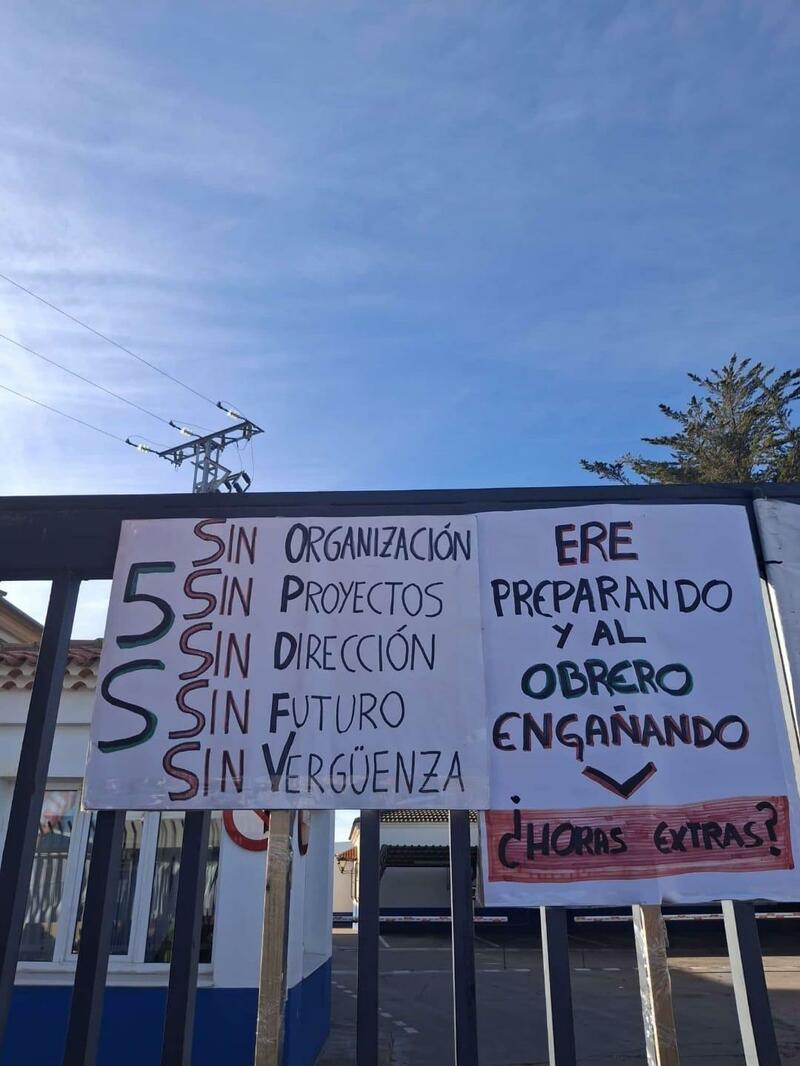 5 S
SIN ORGANIZACIÓN
SIN PROYECTOS
SIN DIRECCIÓN
SIN FUTURO
SIN VERGÜENZA
ERE
PREPARANDO
Y AL
OBRERO
ENGAÑANDO
¿HORAS EXTRAS?